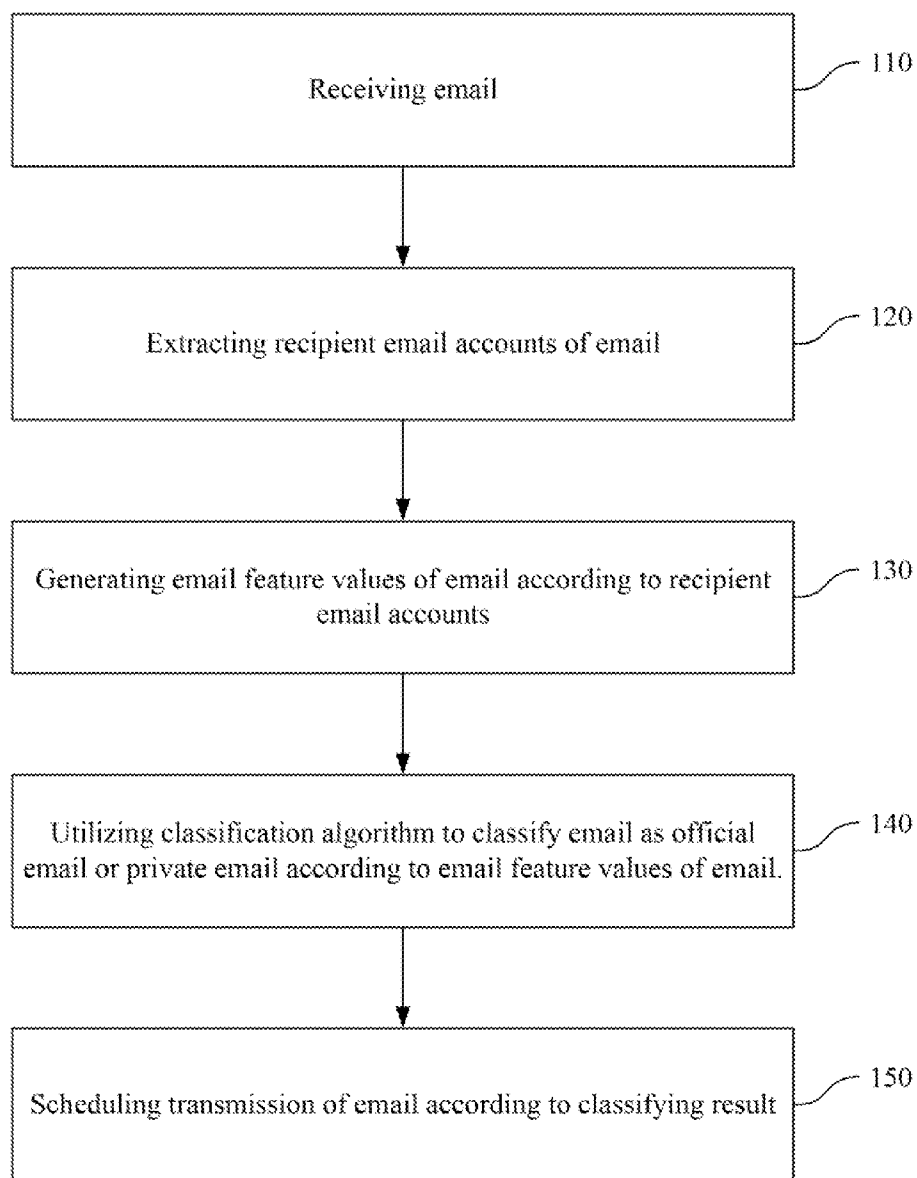 Receiving email
110
Extracting recipient email accounts of email
120
Generating email feature values of email according to recipient
email accounts
130
Utilizing classification algorithm to classify email as official
email or private email according to email feature values of email.
140
Scheduling transmission of email according to classifying result
150